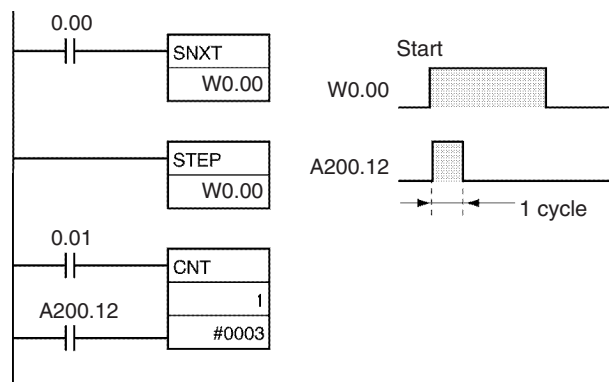 0.00
SNXT
W0.00
STEP
W0.00
0.01
CNT
1
A200.12
#0003
Start
W0.00
A200.12
1 cycle